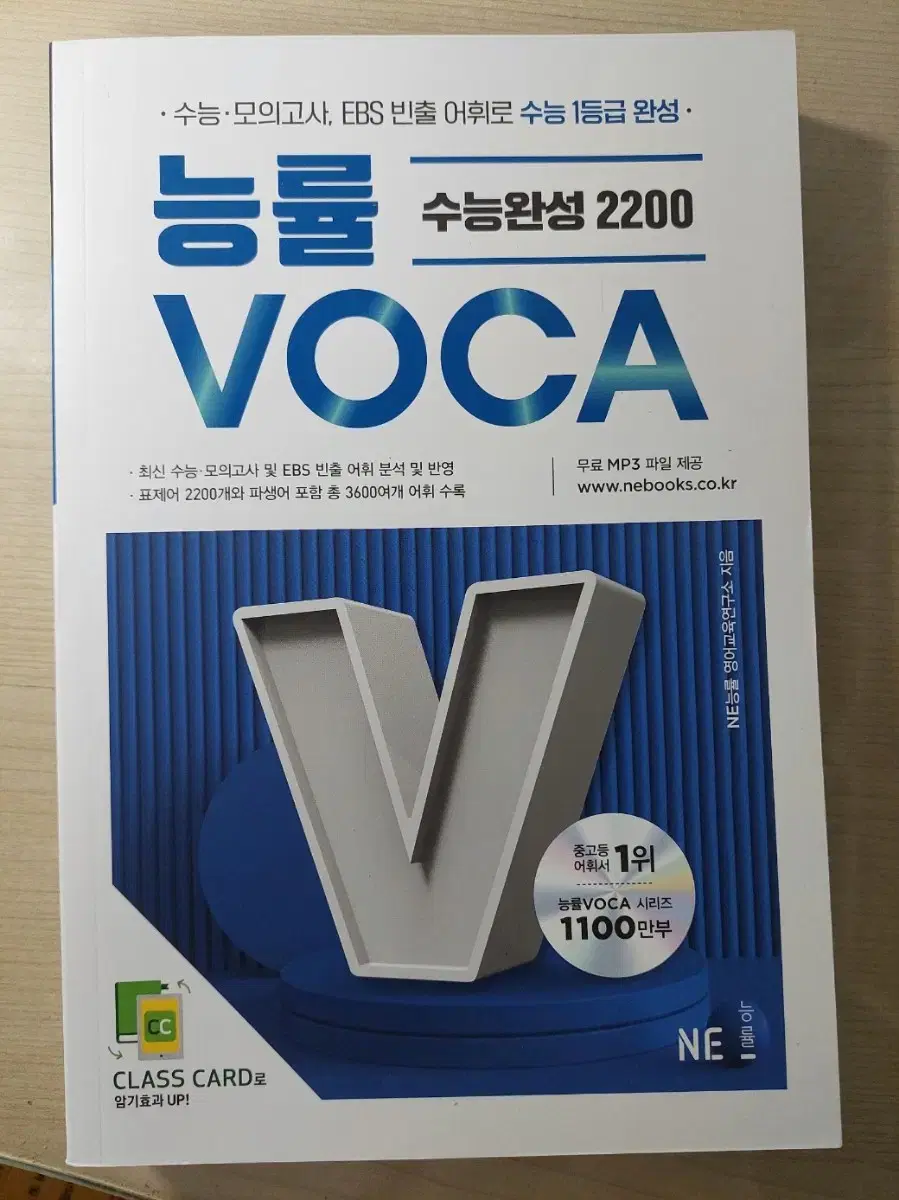 · 수능·모의고사, EBS 빈출 어휘로 수능 1등급 완성 ·
능률
수능완성 2200
VOCA
· 최신 수능·모의고사 및 EBS 빈출 어휘 분석 및 반영
· 표제어 2200개와 파생어 포함 총 3600여개 어휘 수록
무료 MP3 파일 제공
www.nebooks.co.kr
NE능률 영어교육연구소 지음
V
중고등
어휘서 1위
능률VOCA 시리즈
1100만부
CC
CLASS CARD로
암기효과 UP!
NE 능률